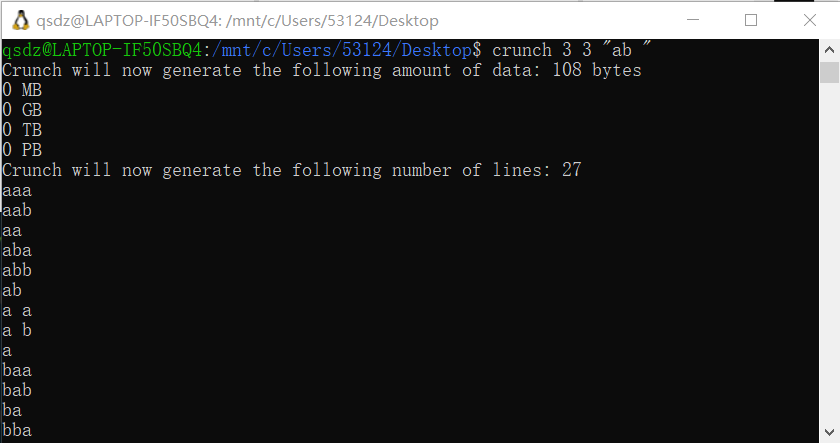 qsdz@LAPTOP-IF50SBQ4: /mnt/c/Users/53124/Desktop
qsdz@LAPTOP-IF50SBQ4:/mnt/c/Users/53124/Desktop$ crunch 3 3 "ab "
Crunch will now generate the following amount of data: 108 bytes
0 MB
0 GB
0 TB
0 PB
Crunch will now generate the following number of lines: 27
aaa
aab
aa
aba
abb
ab
a a
a b
a
baa
bab
ba
bba